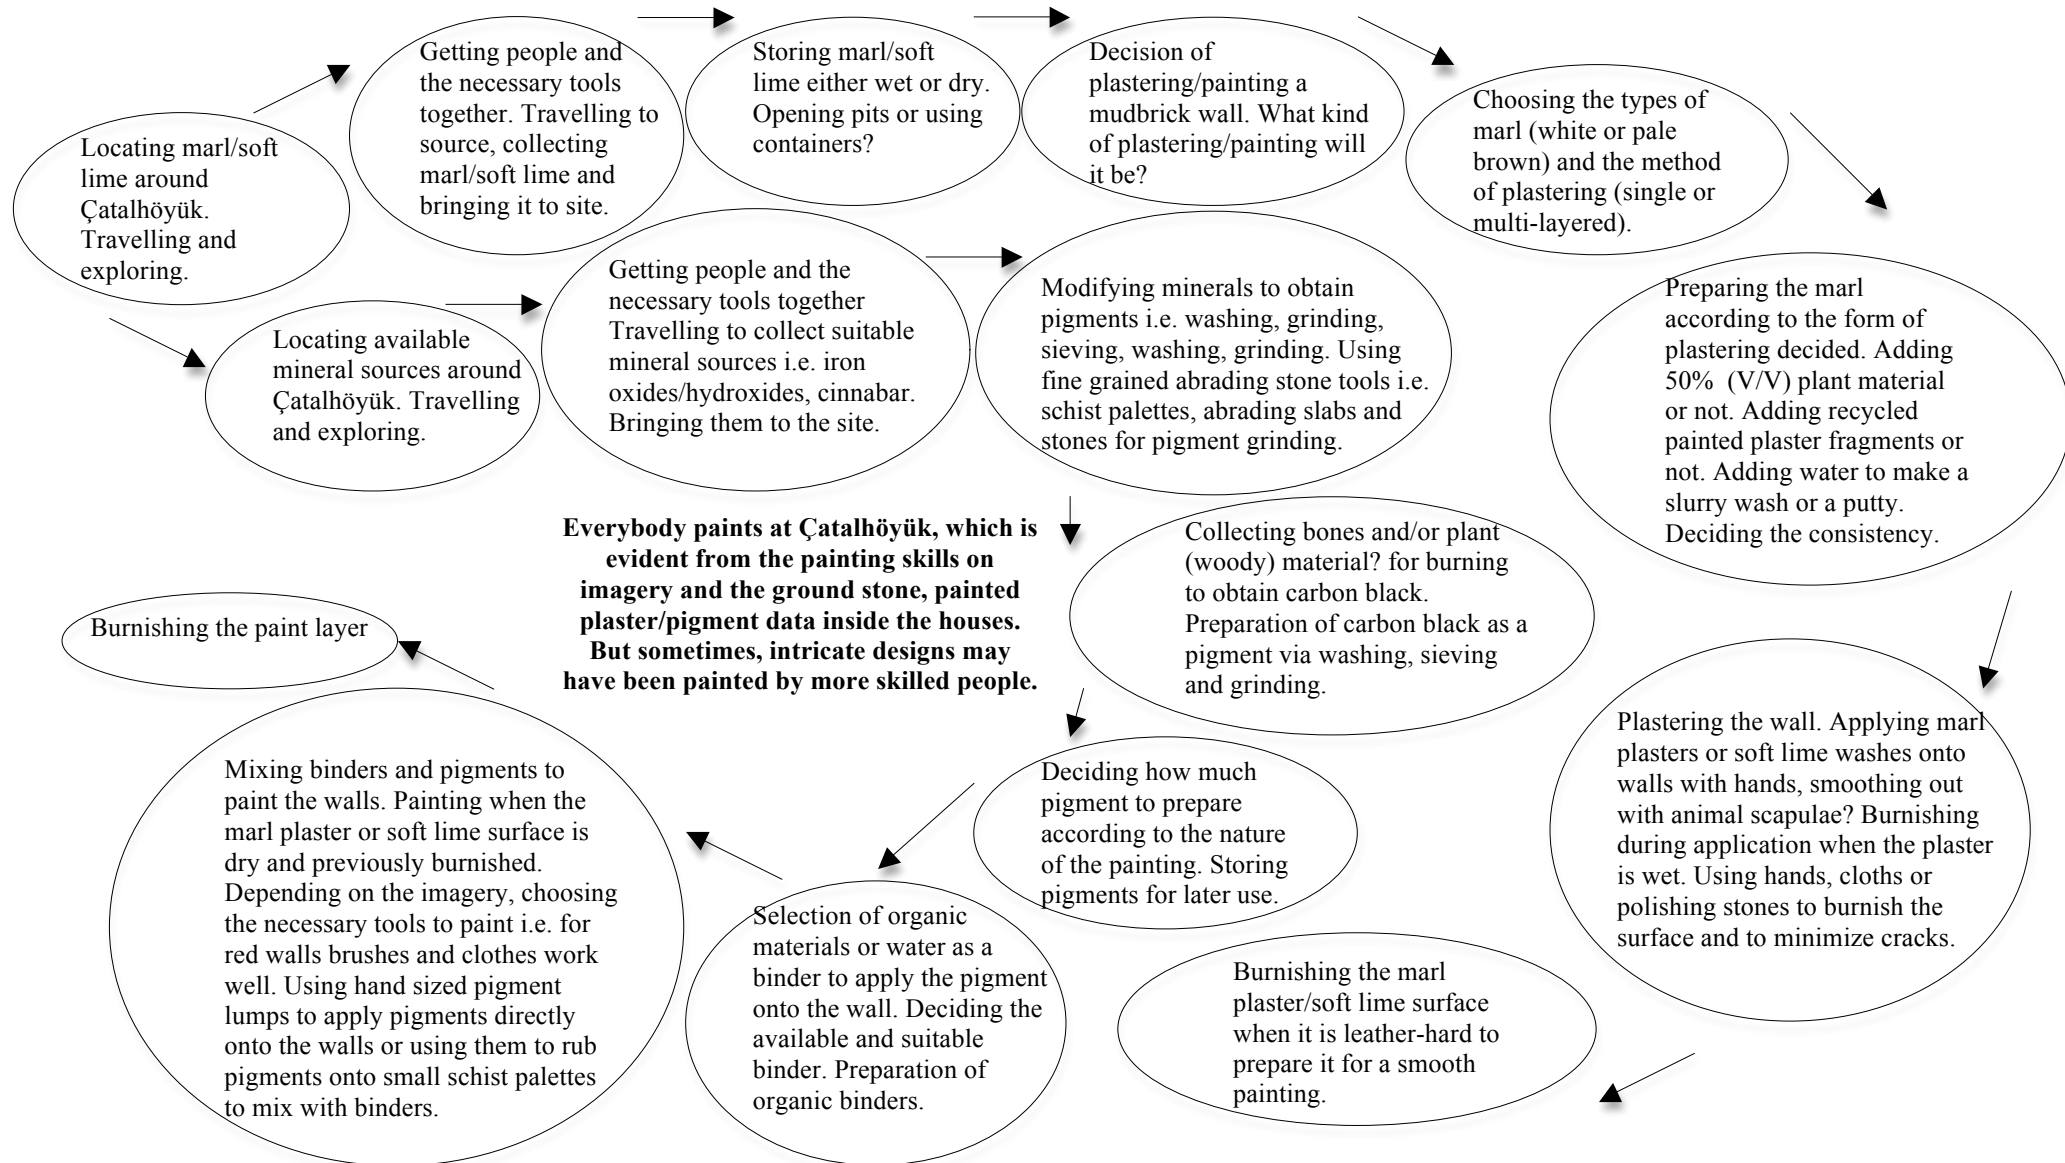 Locating marl/soft
lime around
Çatalhöyük.
Travelling and
exploring.
Getting people and
the necessary tools
together. Travelling to
source, collecting
marl/soft lime and
bringing it to site.
Storing marl/soft
lime either wet or dry.
Opening pits or using
containers?
Decision of
plastering/painting a
mudbrick wall. What kind
of plastering/painting will
it be?
Choosing the types of
marl (white or pale
brown) and the method
of plastering (single or
multi-layered).
Preparing the marl
according to the form of
plastering decided. Adding
50% (V/V) plant material
or not. Adding recycled
painted plaster fragments or
not. Adding water to make a
slurry wash or a putty.
Deciding the consistency.
Plastering the wall. Applying marl
plasters or soft lime washes onto
walls with hands, smoothing out
with animal scapulae? Burnishing
during application when the plaster
is wet. Using hands, cloths or
polishing stones to burnish the
surface and to minimize cracks.
Burnishing the marl
plaster/soft lime surface
when it is leather-hard to
prepare it for a smooth
painting.
Locating available
mineral sources around
Çatalhöyük. Travelling
and exploring.
Getting people and the
necessary tools together
Travelling to collect suitable
mineral sources i.e. iron
oxides/hydroxides, cinnabar.
Bringing them to the site.
Modifying minerals to obtain
pigments i.e. washing, grinding,
sieving, washing, grinding. Using
fine grained abrading stone tools i.e.
schist palettes, abrading slabs and
stones for pigment grinding.
Collecting bones and/or plant
(woody) material? for burning
to obtain carbon black.
Preparation of carbon black as a
pigment via washing, sieving
and grinding.
Deciding how much
pigment to prepare
according to the nature
of the painting. Storing
pigments for later use.
Selection of organic
materials or water as a
binder to apply the pigment
onto the wall. Deciding the
available and suitable
binder. Preparation of
organic binders.
Mixing binders and pigments to
paint the walls. Painting when the
marl plaster or soft lime surface is
dry and previously burnished.
Depending on the imagery, choosing
the necessary tools to paint i.e. for
red walls brushes and clothes work
well. Using hand sized pigment
lumps to apply pigments directly
onto the walls or using them to rub
pigments onto small schist palettes
to mix with binders.
Burnishing the paint layer
Everybody paints at Çatalhöyük, which is
evident from the painting skills on
imagery and the ground stone, painted
plaster/pigment data inside the houses.
But sometimes, intricate designs may
have been painted by more skilled people.